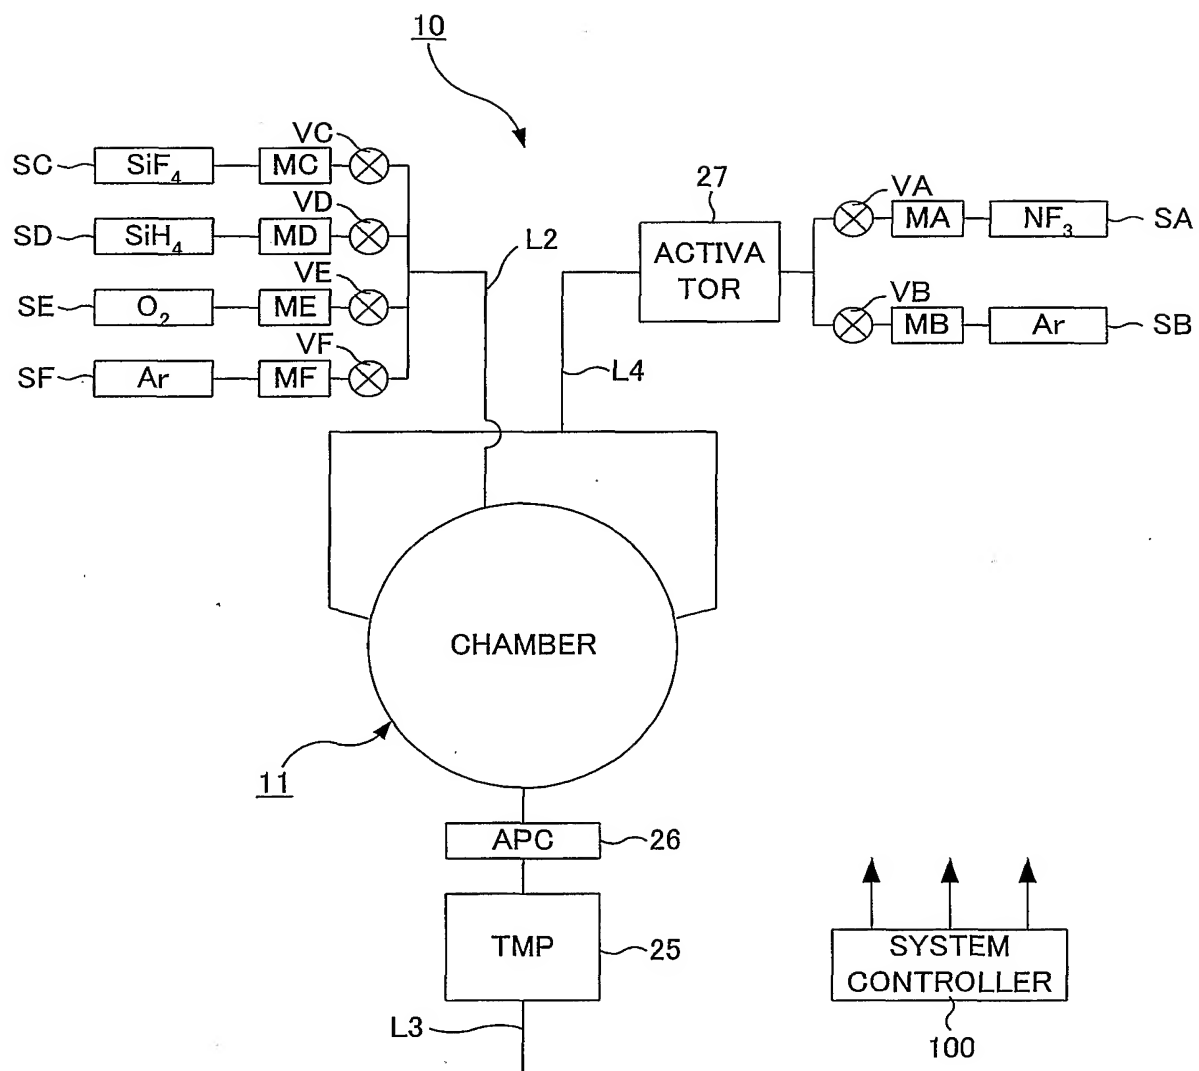 10
VC
SC SiF4 MC
VD
SD SiH4 MD
VE
SE O2 ME
VF
SF Ar MF
L2
27
ACTIVA
TOR
VA
MA NF3 SA
VB
MB Ar SB
L4
CHAMBER
11
APC 26
TMP 25
L3
SYSTEM
CONTROLLER
100